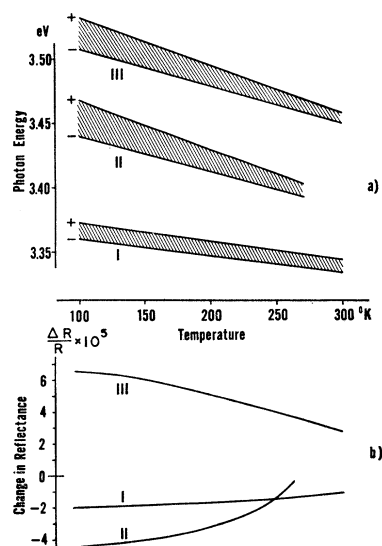 eV
3.50
3.45
3.40
3.35
Photon Energy
+
−
III
+
−
II
+
−
I
a)
100 150 200 250 300 °K
Temperature
ΔR/R ×10⁵
Change in Reflectance
6
4
2
0
−2
−4
III
I
II
b)